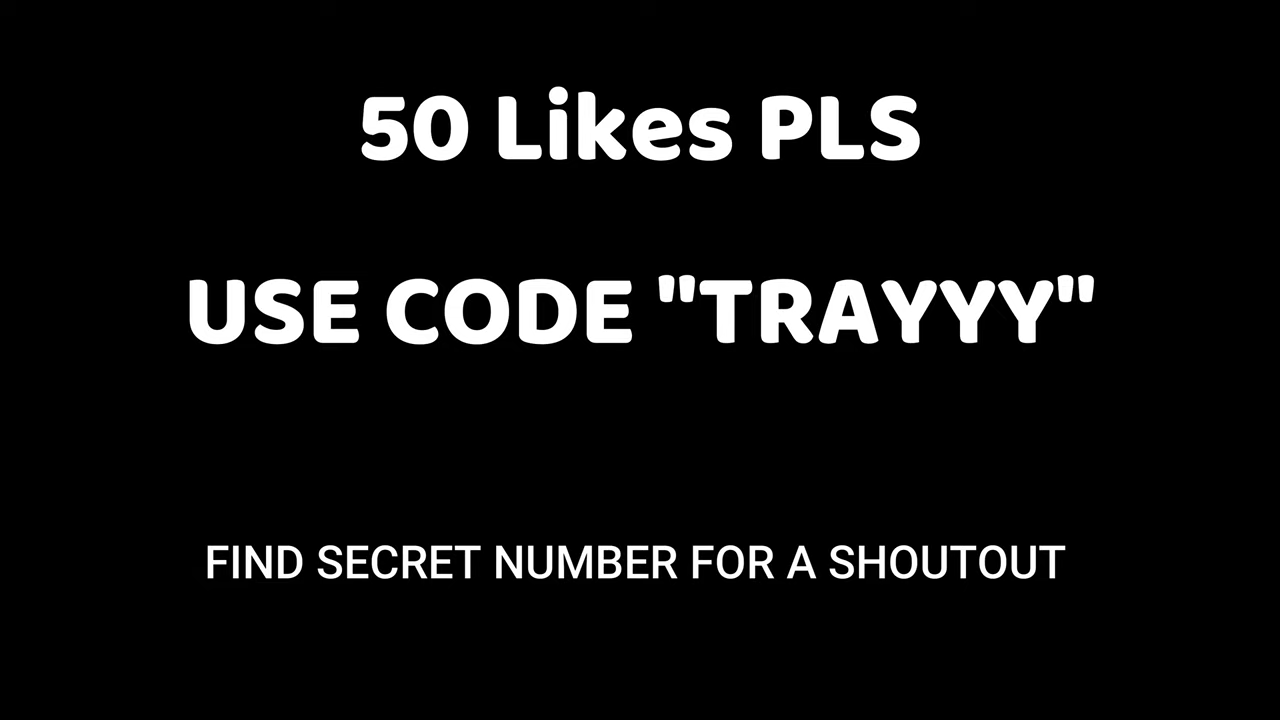 50 Likes PLS
USE CODE "TRAYYY"
FIND SECRET NUMBER FOR A SHOUTOUT